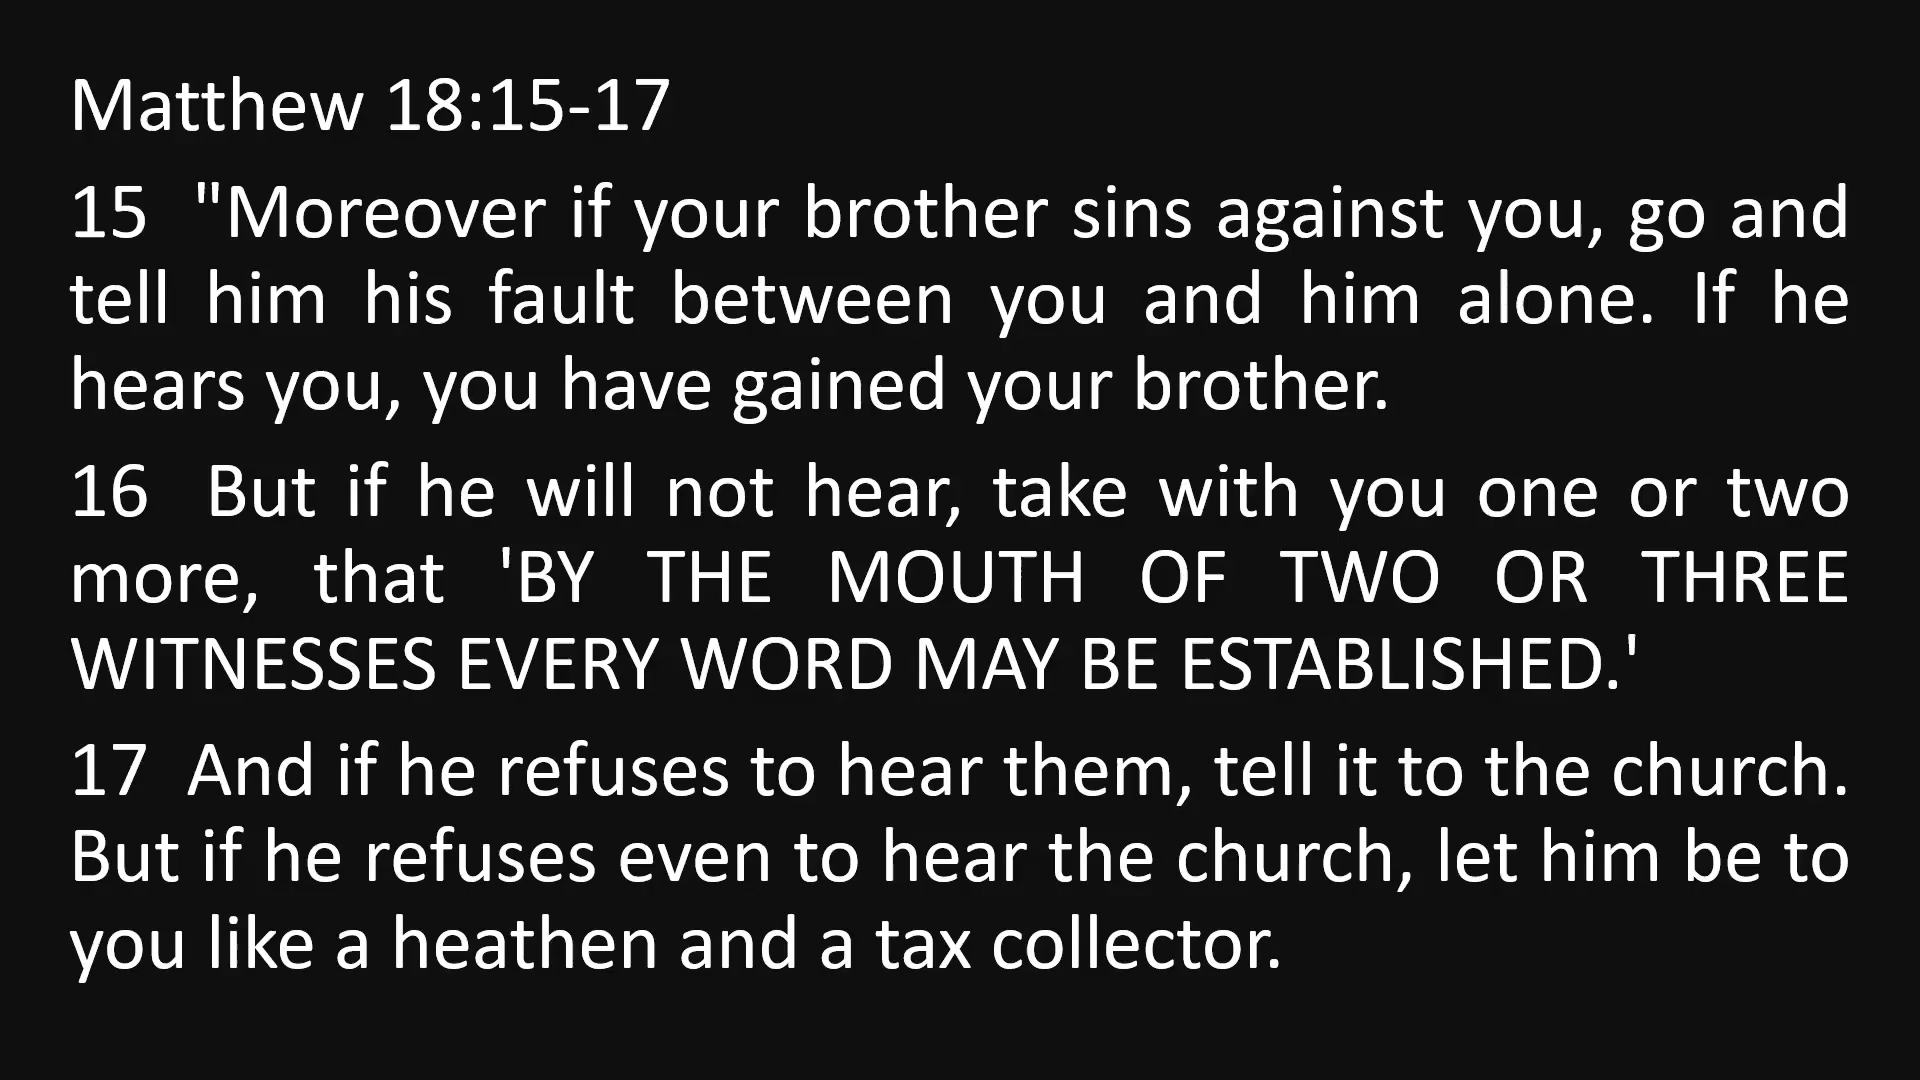 Matthew 18:15-17
15  "Moreover if your brother sins against you, go and
tell him his fault between you and him alone. If he
hears you, you have gained your brother.
16  But if he will not hear, take with you one or two
more, that 'BY THE MOUTH OF TWO OR THREE
WITNESSES EVERY WORD MAY BE ESTABLISHED.'
17  And if he refuses to hear them, tell it to the church.
But if he refuses even to hear the church, let him be to
you like a heathen and a tax collector.